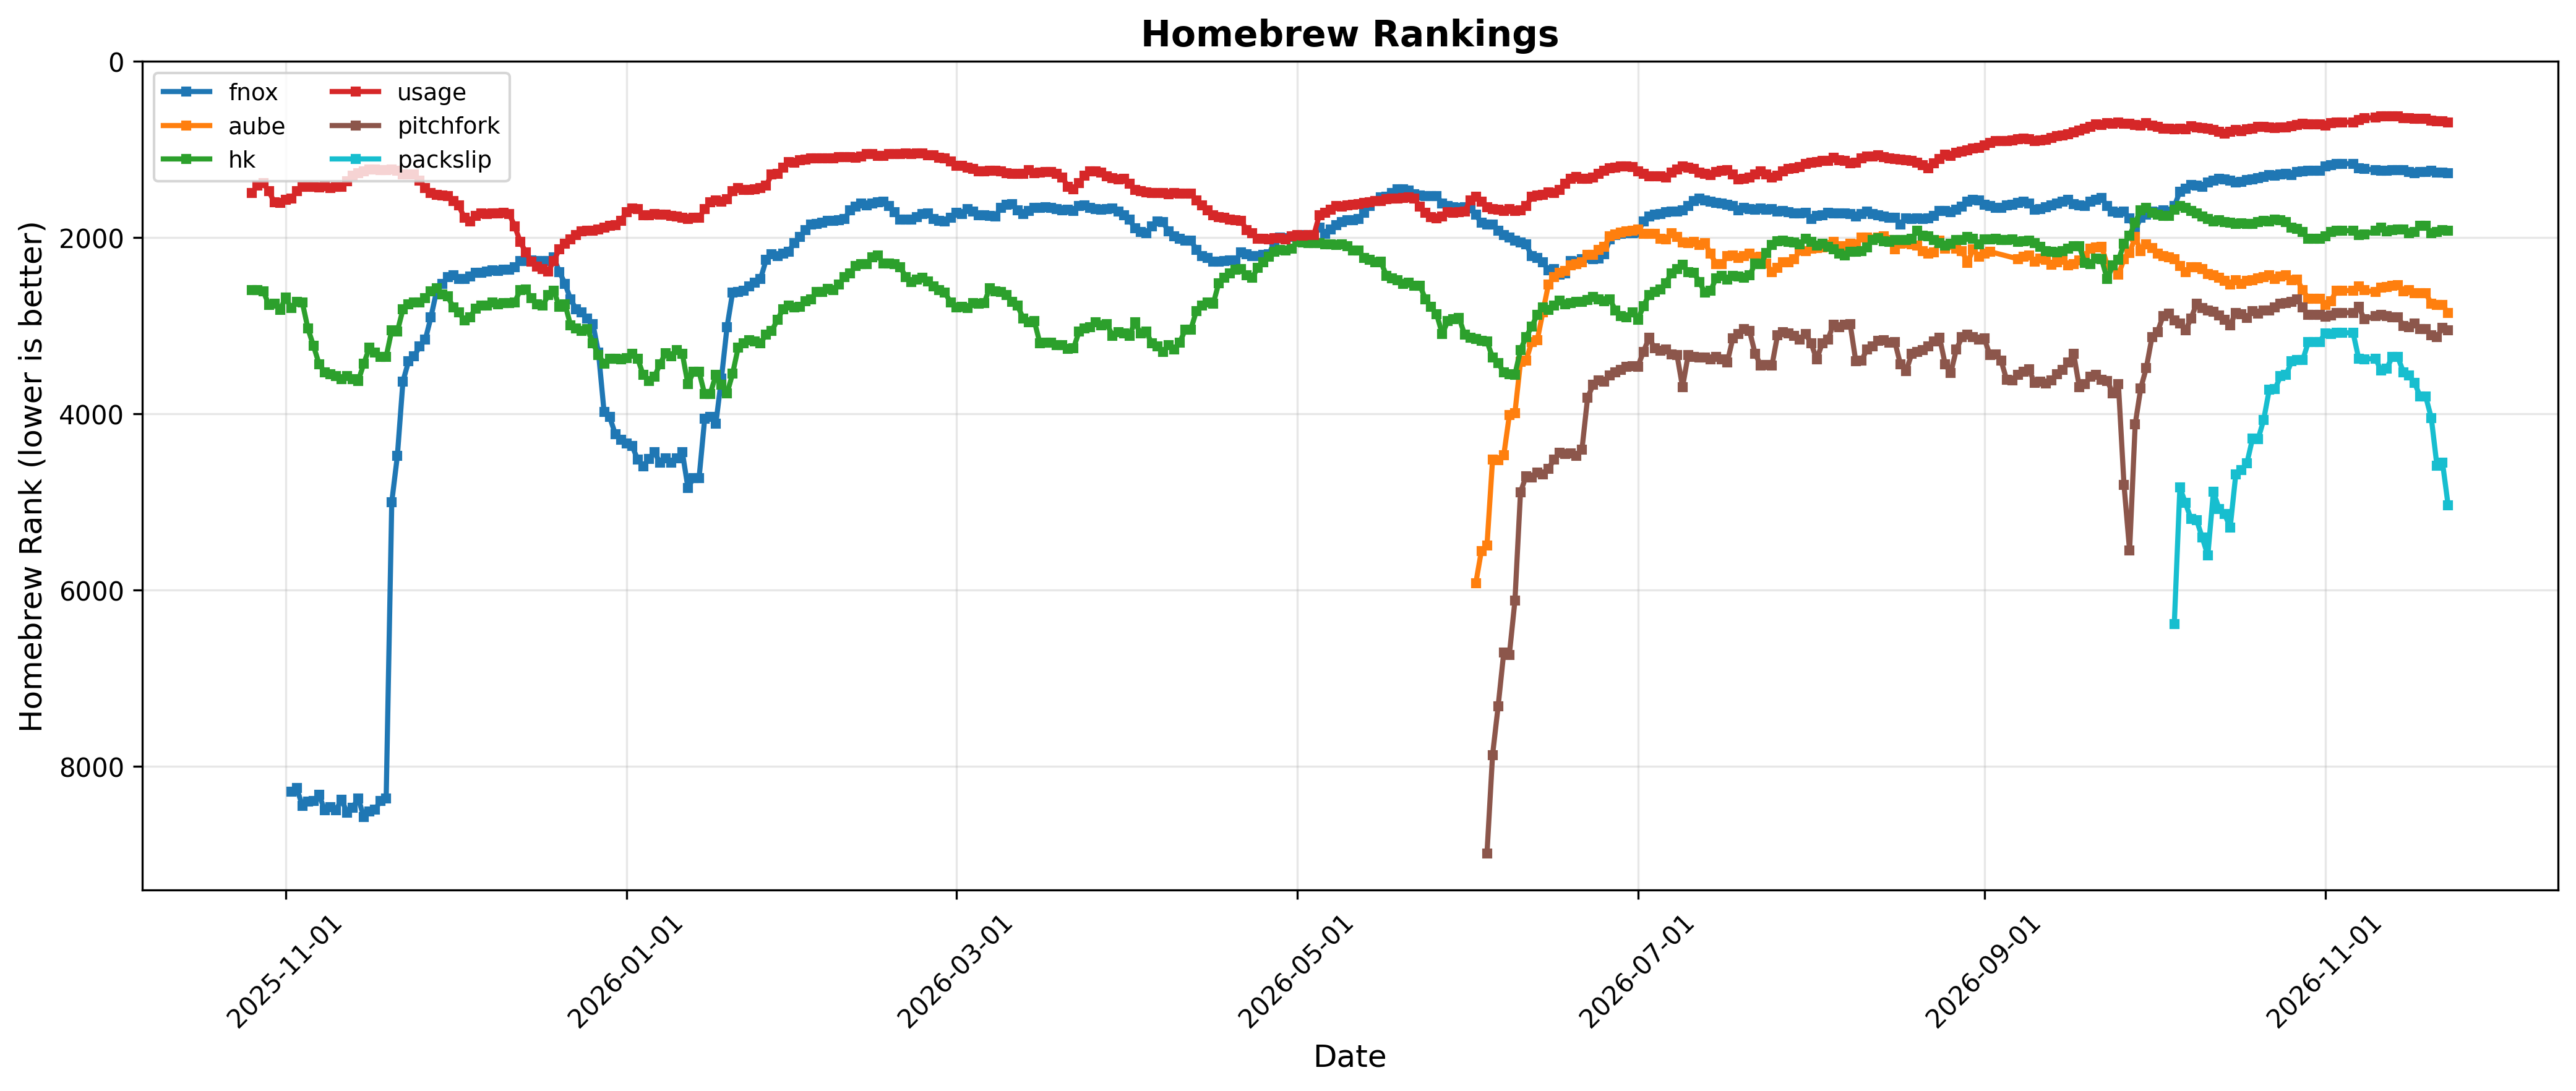 Homebrew Rankings
fnox
aube
hk
usage
pitchfork
packslip
Homebrew Rank (lower is better)
0
2000
4000
6000
8000
2025-11-01
2026-01-01
2026-03-01
2026-05-01
2026-07-01
2026-09-01
2026-11-01
Date